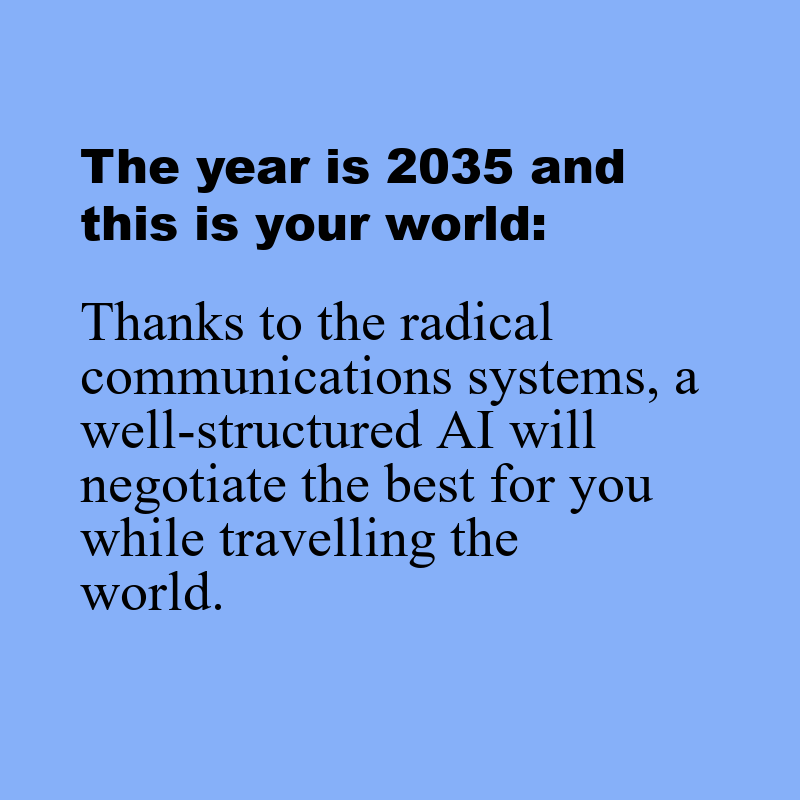 The year is 2035 and
this is your world:
Thanks to the radical
communications systems, a
well-structured AI will
negotiate the best for you
while travelling the
world.